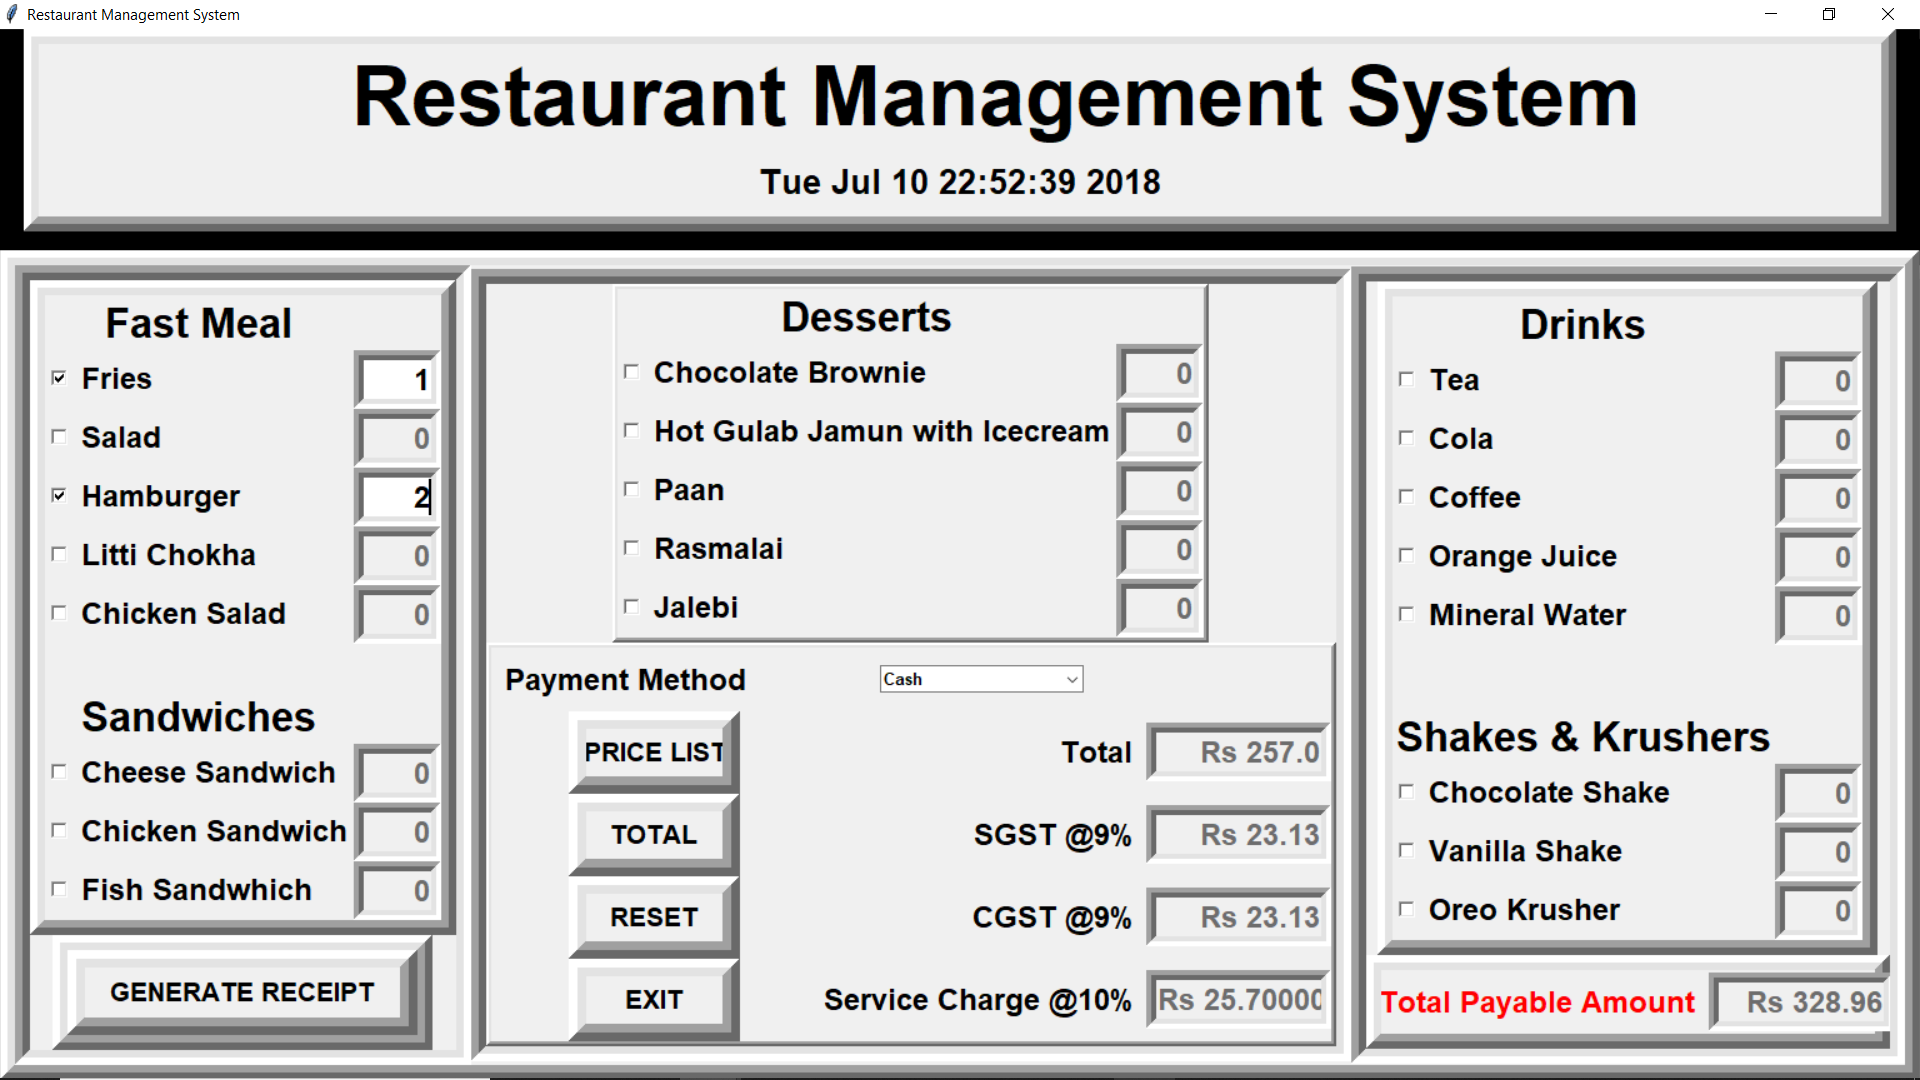 Restaurant Management System
Restaurant Management System
Tue Jul 10 22:52:39 2018
Fast Meal
Fries 1
Salad 0
Hamburger 2
Litti Chokha 0
Chicken Salad 0
Sandwiches
Cheese Sandwich 0
Chicken Sandwich 0
Fish Sandwhich 0
GENERATE RECEIPT
Desserts
Chocolate Brownie 0
Hot Gulab Jamun with Icecream 0
Paan 0
Rasmalai 0
Jalebi 0
Payment Method Cash
PRICE LIST
TOTAL
RESET
EXIT
Total Rs 257.0
SGST @9% Rs 23.13
CGST @9% Rs 23.13
Service Charge @10% Rs 25.70000
Drinks
Tea 0
Cola 0
Coffee 0
Orange Juice 0
Mineral Water 0
Shakes & Krushers
Chocolate Shake 0
Vanilla Shake 0
Oreo Krusher 0
Total Payable Amount Rs 328.96